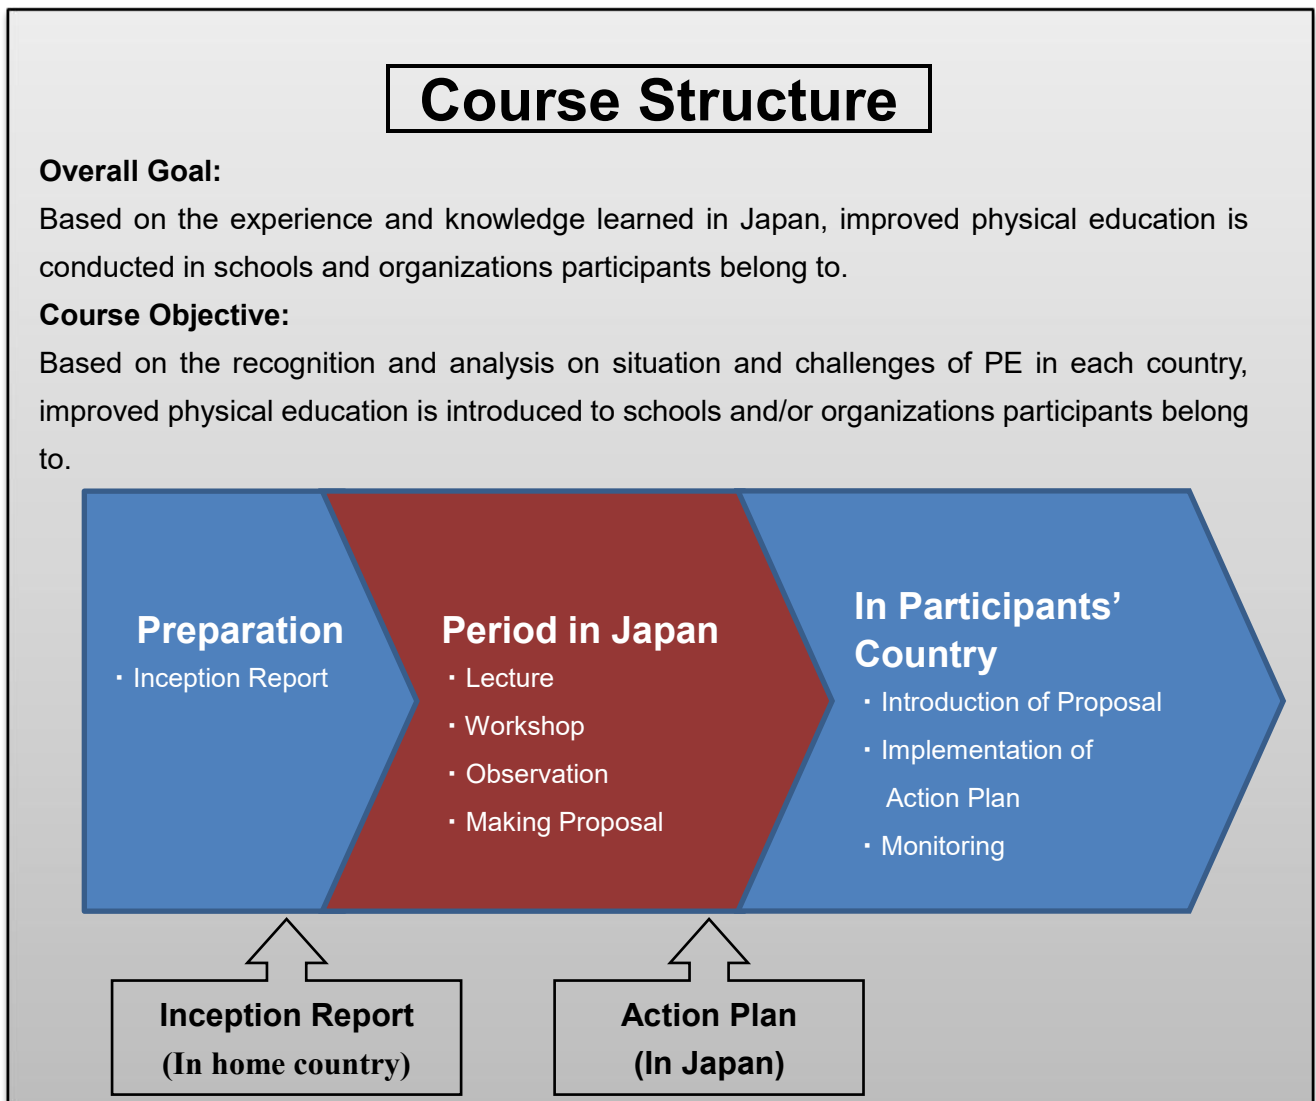 Course Structure
Overall Goal:
Based on the experience and knowledge learned in Japan, improved physical education is
conducted in schools and organizations participants belong to.
Course Objective:
Based on the recognition and analysis on situation and challenges of PE in each country,
improved physical education is introduced to schools and/or organizations participants belong
to.
Preparation
・Inception Report
Period in Japan
・Lecture
・Workshop
・Observation
・Making Proposal
In Participants’
Country
・Introduction of Proposal
・Implementation of
Action Plan
・Monitoring
Inception Report
(In home country)
Action Plan
(In Japan)